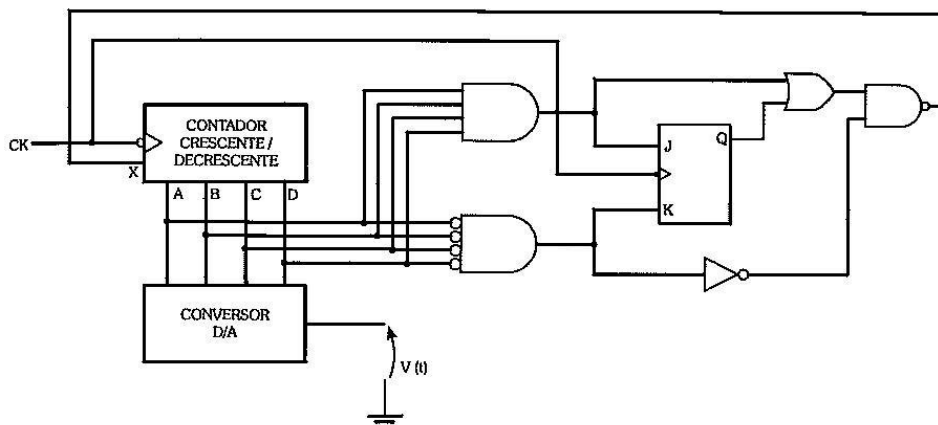 CONTADOR
CRESCENTE /
DECRESCENTE
CK
X
A B C D
J
Q
K
CONVERSOR
D/A
V (t)